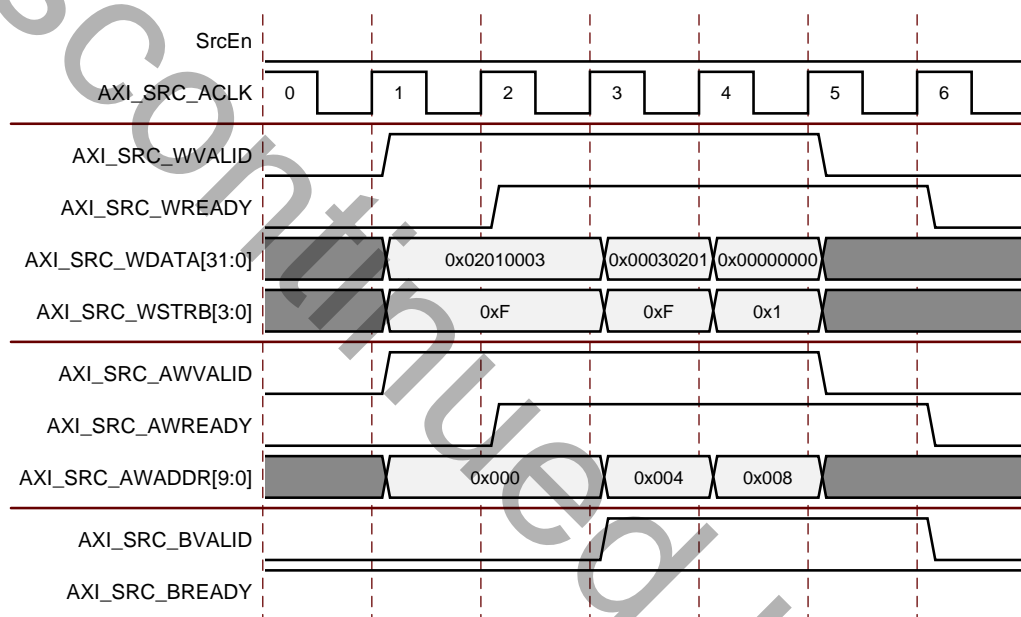 SrcEn
AXI_SRC_ACLK 0 1 2 3 4 5 6
AXI_SRC_WVALID
AXI_SRC_WREADY
AXI_SRC_WDATA[31:0] 0x02010003 0x00030201 0x00000000
AXI_SRC_WSTRB[3:0] 0xF 0xF 0x1
AXI_SRC_AWVALID
AXI_SRC_AWREADY
AXI_SRC_AWADDR[9:0] 0x000 0x004 0x008
AXI_SRC_BVALID
AXI_SRC_BREADY
scontinued